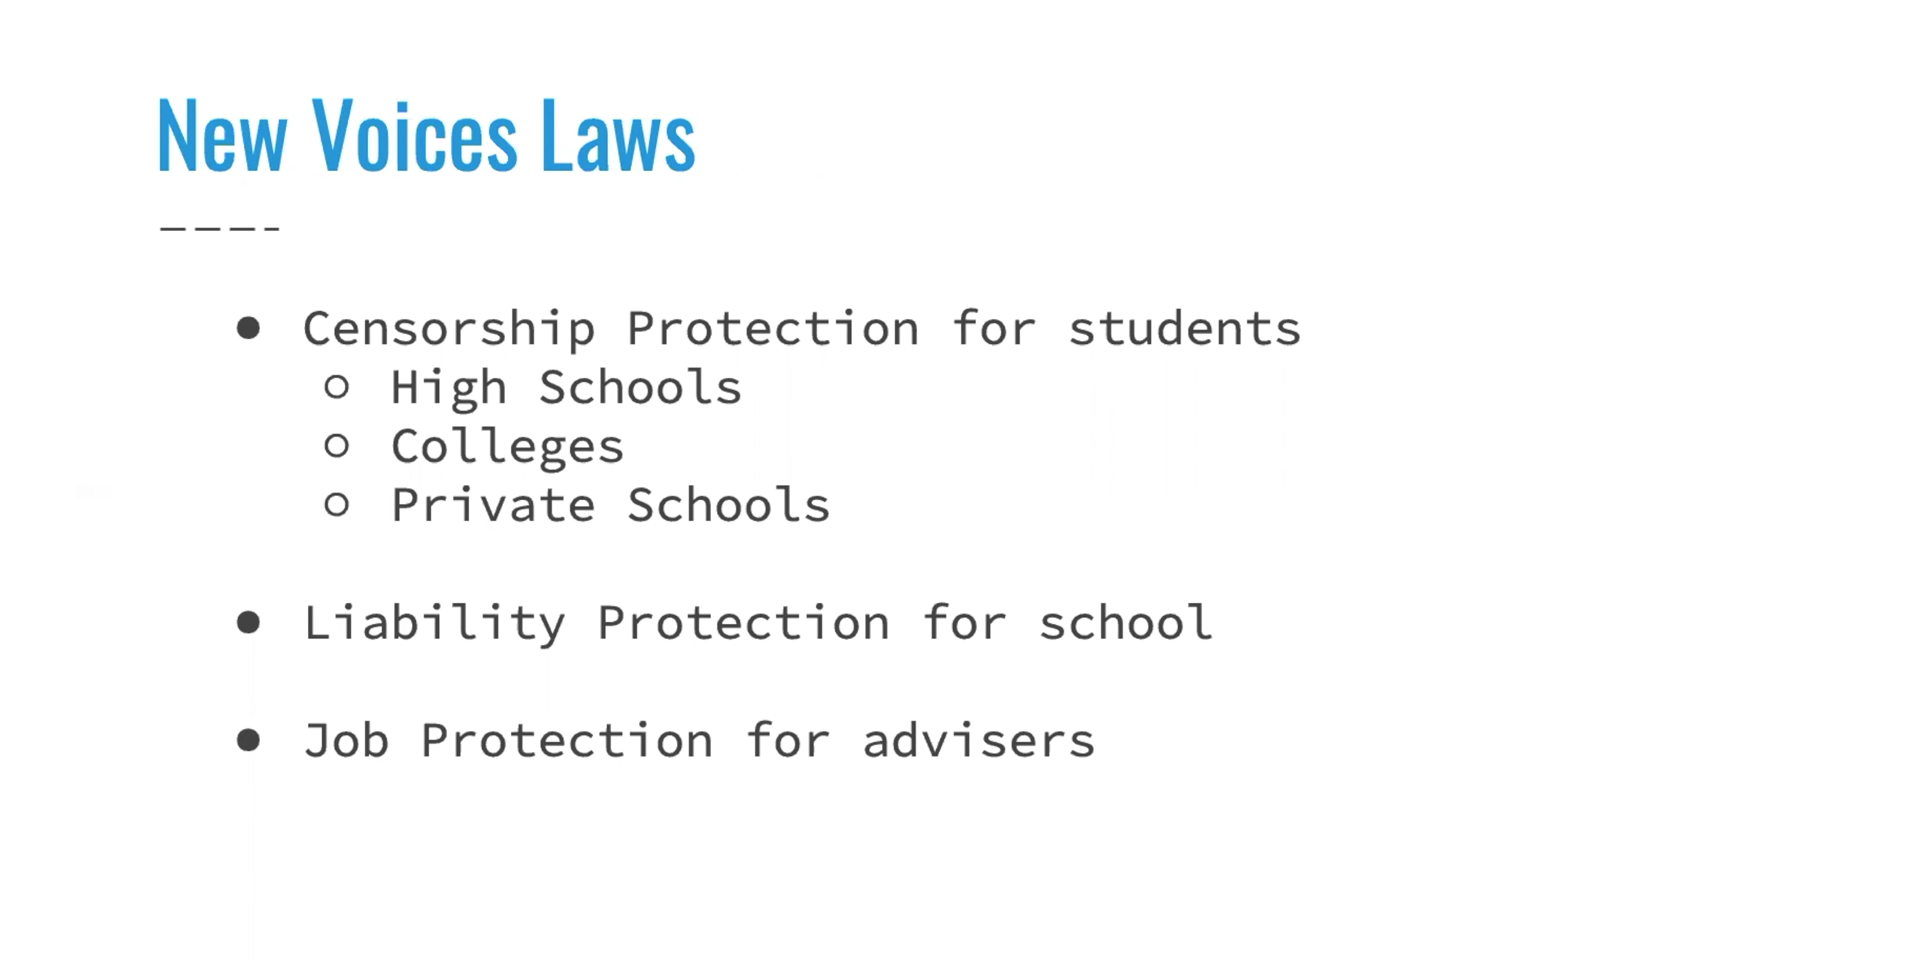 New Voices Laws
● Censorship Protection for students
○ High Schools
○ Colleges
○ Private Schools
● Liability Protection for school
● Job Protection for advisers